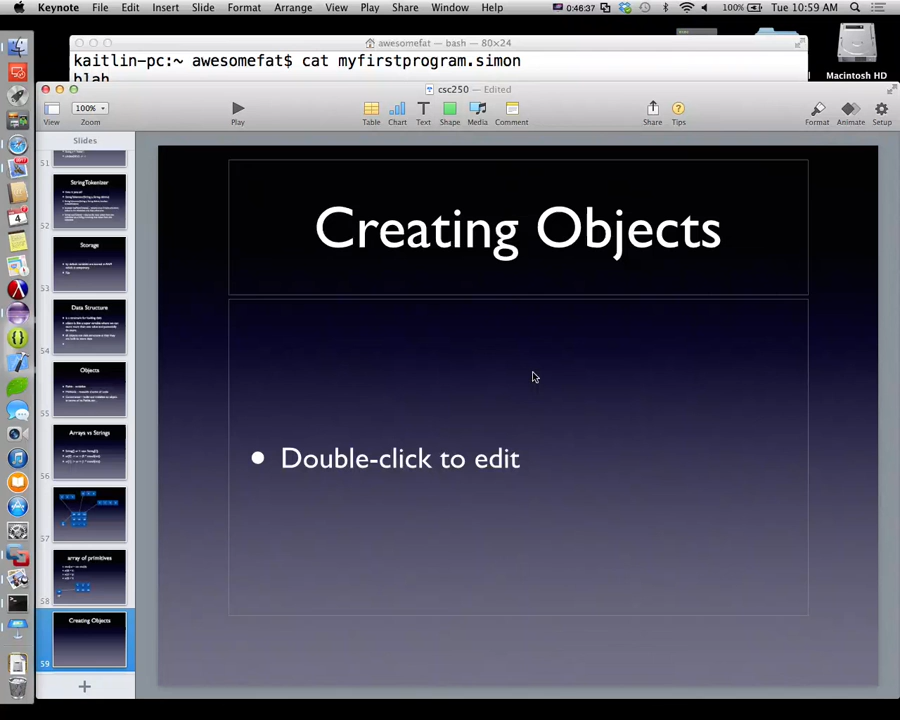 Keynote File Edit Insert Slide Format Arrange View Play Share Window Help 0:46:37 100% Tue 10:59 AM
awesomefat — bash — 80×24
kaitlin-pc:~ awesomefat$ cat myfirstprogram.simon
blah
Macintosh HD
csc250 — Edited
100%
View Zoom Play Table Chart Text Shape Media Comment Share Tips Format Animate Setup
Slides
51
StringTokenizer
52
Storage
53
Data Structure
54
Objects
55
Arrays vs Strings
56
57
array of primitives
58
Creating Objects
59
Creating Objects
Double-click to edit
4